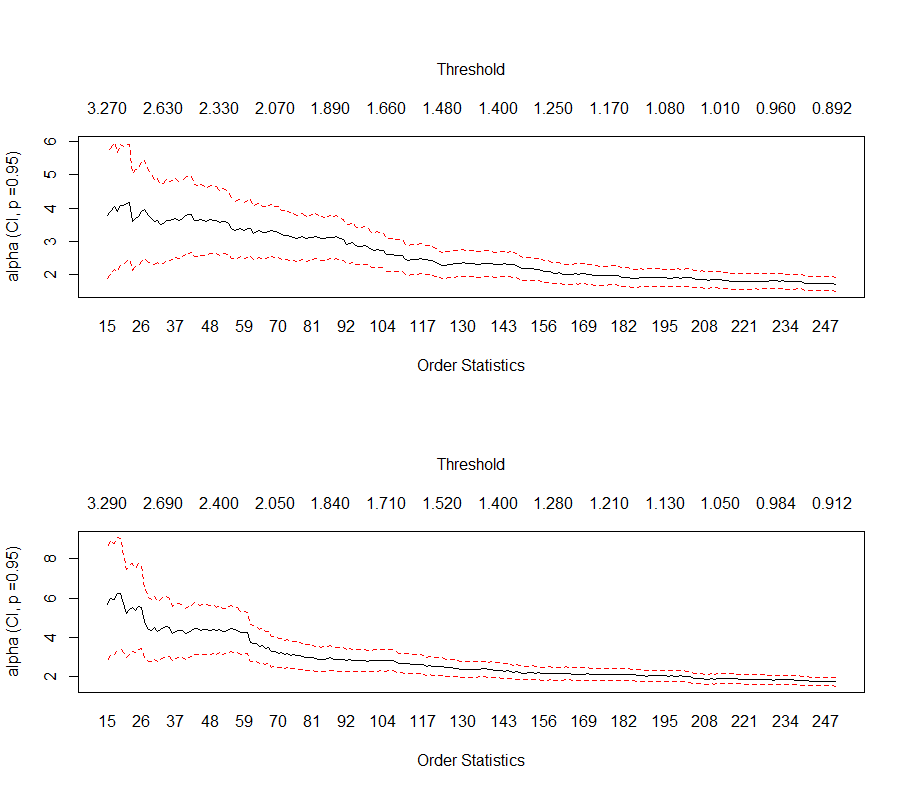 Threshold
3.270 2.630 2.330 2.070 1.890 1.660 1.480 1.400 1.250 1.170 1.080 1.010 0.960 0.892
alpha (CI, p =0.95)
6
5
4
3
2
15 26 37 48 59 70 81 92 104 117 130 143 156 169 182 195 208 221 234 247
Order Statistics
Threshold
3.290 2.690 2.400 2.050 1.840 1.710 1.520 1.400 1.280 1.210 1.130 1.050 0.984 0.912
alpha (CI, p =0.95)
8
6
4
2
15 26 37 48 59 70 81 92 104 117 130 143 156 169 182 195 208 221 234 247
Order Statistics